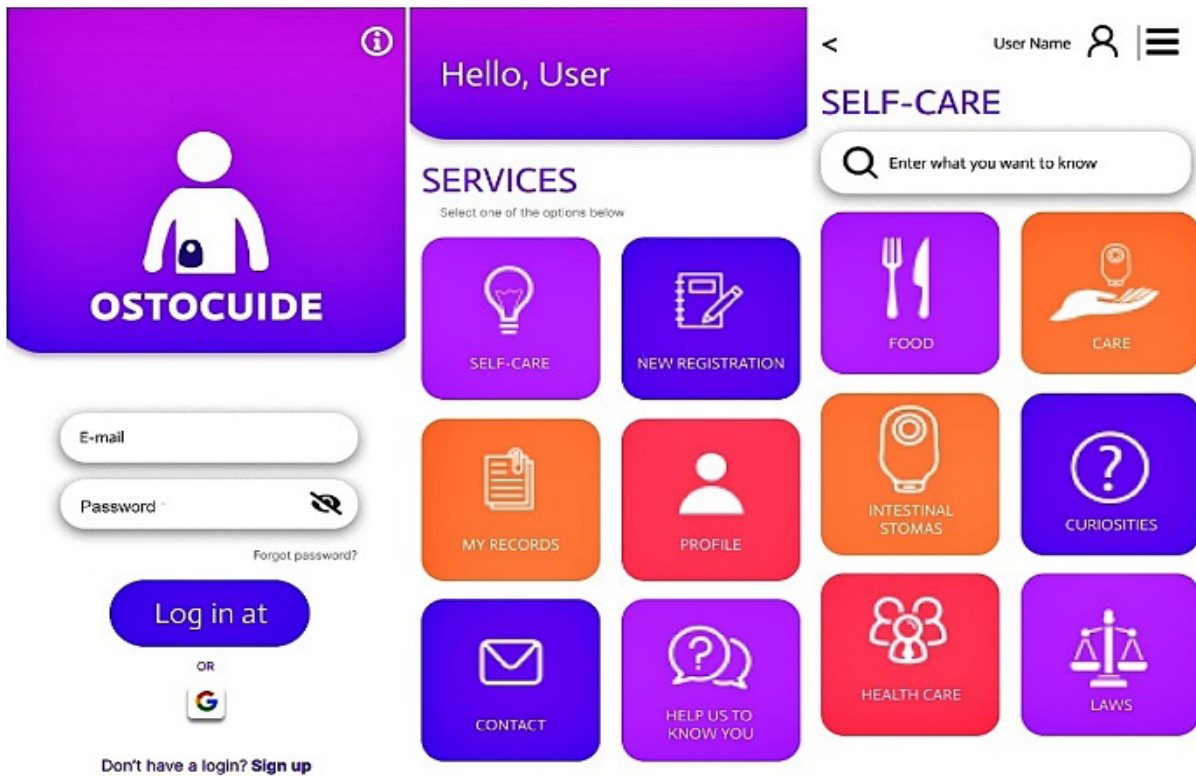 OSTOCUIDE
E-mail
Password
Forgot password?
Log in at
OR
G
Don't have a login? Sign up
Hello, User
SERVICES
Select one of the options below
SELF-CARE
NEW REGISTRATION
MY RECORDS
PROFILE
CONTACT
HELP US TO
KNOW YOU
< User Name
SELF-CARE
Enter what you want to know
FOOD
CARE
INTESTINAL
STOMAS
CURIOSITIES
HEALTH CARE
LAWS